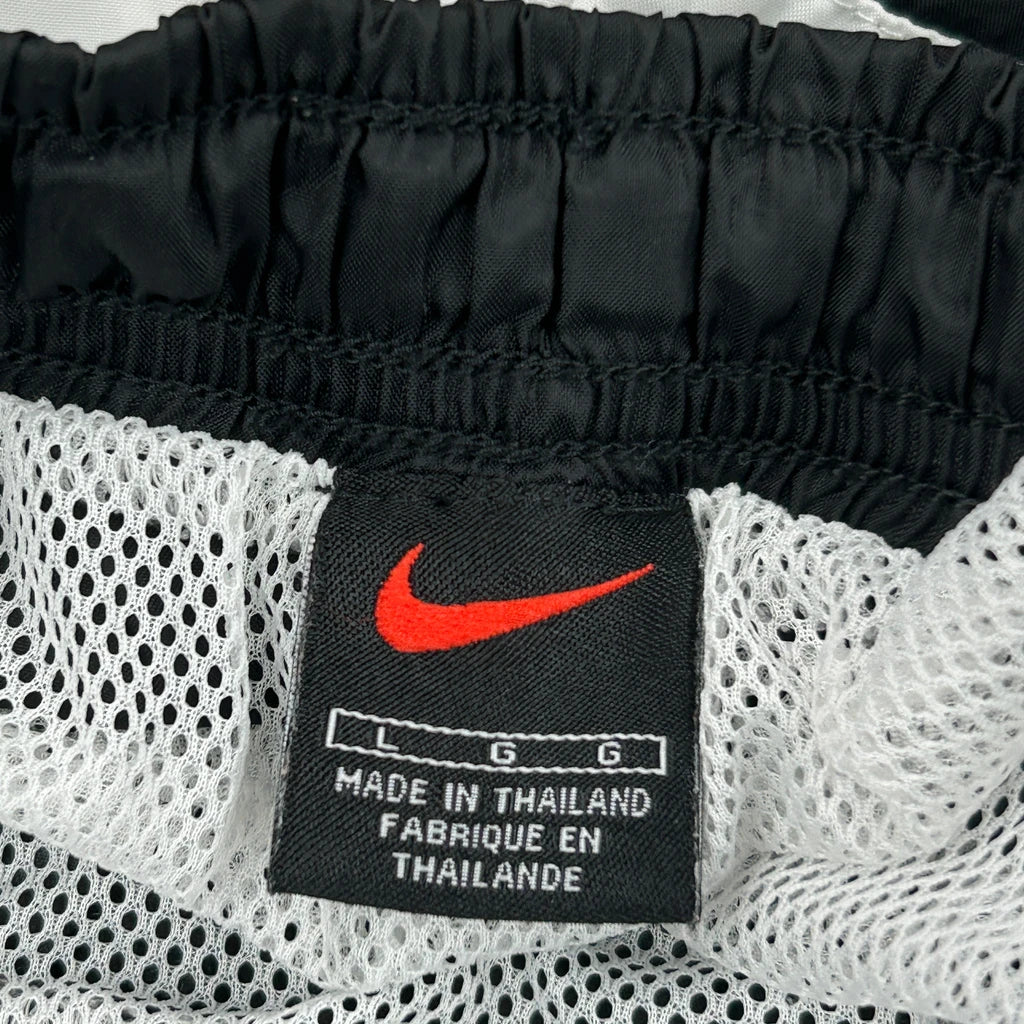 L G G
MADE IN THAILAND
FABRIQUE EN
THAILANDE